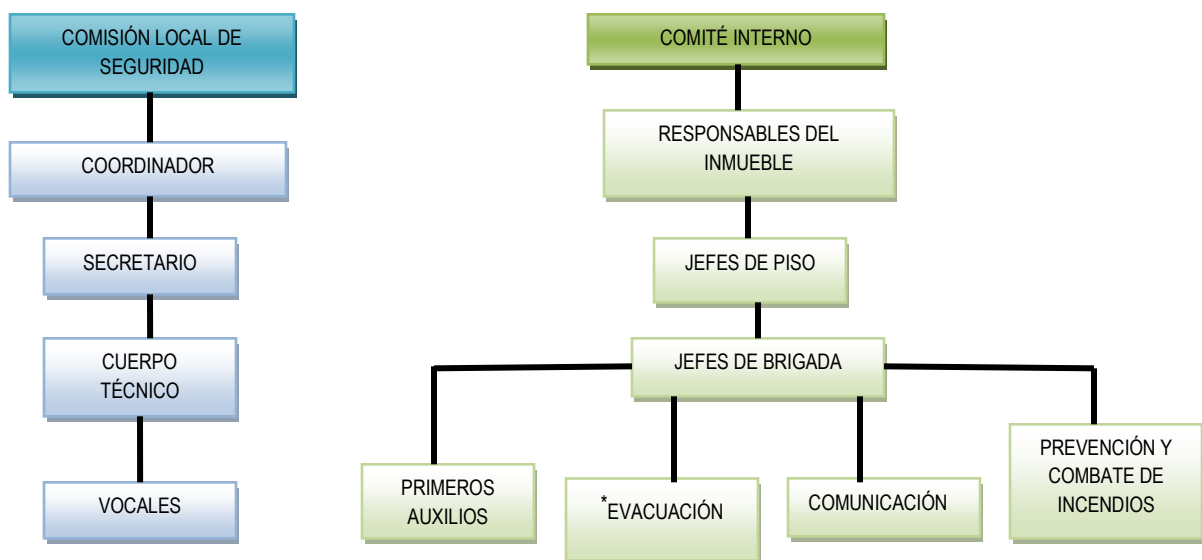 COMISIÓN LOCAL DE
SEGURIDAD
COORDINADOR
SECRETARIO
CUERPO
TÉCNICO
VOCALES
COMITÉ INTERNO
RESPONSABLES DEL
INMUEBLE
JEFES DE PISO
JEFES DE BRIGADA
PRIMEROS
AUXILIOS
*EVACUACIÓN
COMUNICACIÓN
PREVENCIÓN Y
COMBATE DE
INCENDIOS